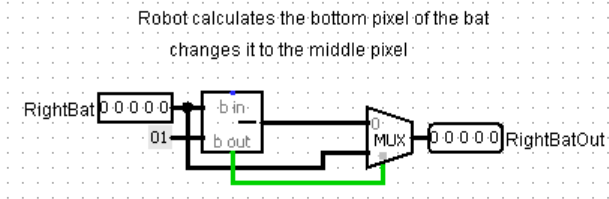 Robot calculates the bottom pixel of the bat
changes it to the middle pixel
RightBat 0 0 0 0 0 b in 0
01 b out MUX 0 0 0 0 0 RightBatOut